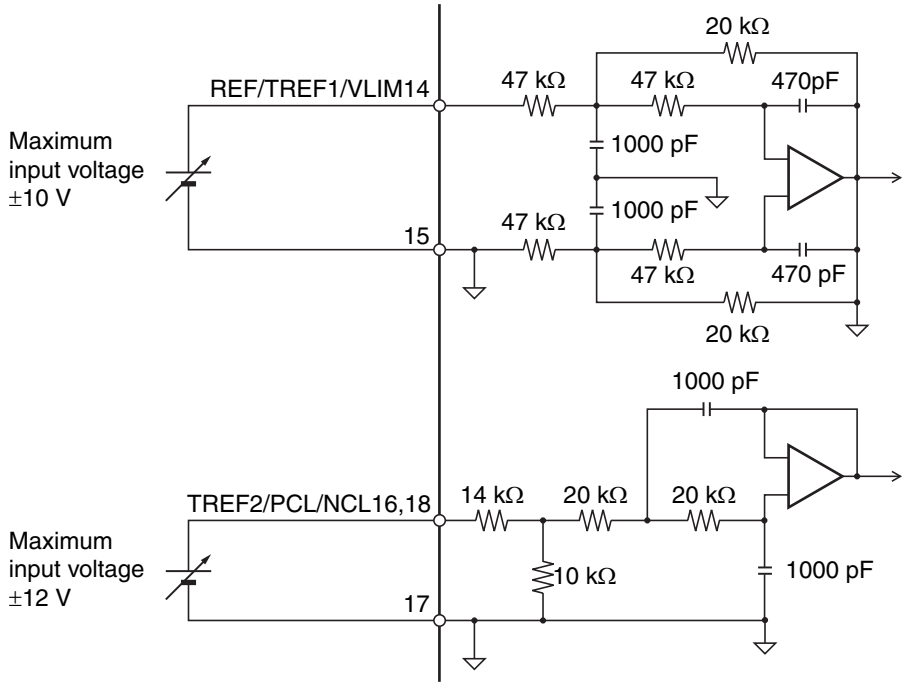 20 kΩ
REF/TREF1/VLIM14
47 kΩ
47 kΩ
470pF
Maximum
input voltage
±10 V
1000 pF
1000 pF
15
47 kΩ
47 kΩ
470 pF
20 kΩ
1000 pF
TREF2/PCL/NCL16,18
14 kΩ
20 kΩ
20 kΩ
Maximum
input voltage
±12 V
10 kΩ
1000 pF
17